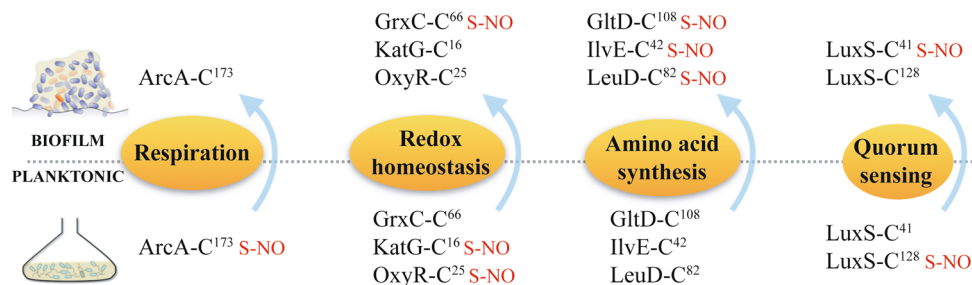 GrxC-C⁶⁶ S-NO
KatG-C¹⁶
OxyR-C²⁵
GltD-C¹⁰⁸ S-NO
IlvE-C⁴² S-NO
LeuD-C⁸² S-NO
LuxS-C⁴¹ S-NO
LuxS-C¹²⁸
ArcA-C¹⁷³
BIOFILM
PLANKTONIC
Respiration
Redox
homeostasis
Amino acid
synthesis
Quorum
sensing
ArcA-C¹⁷³ S-NO
GrxC-C⁶⁶
KatG-C¹⁶ S-NO
OxyR-C²⁵ S-NO
GltD-C¹⁰⁸
IlvE-C⁴²
LeuD-C⁸²
LuxS-C⁴¹
LuxS-C¹²⁸ S-NO